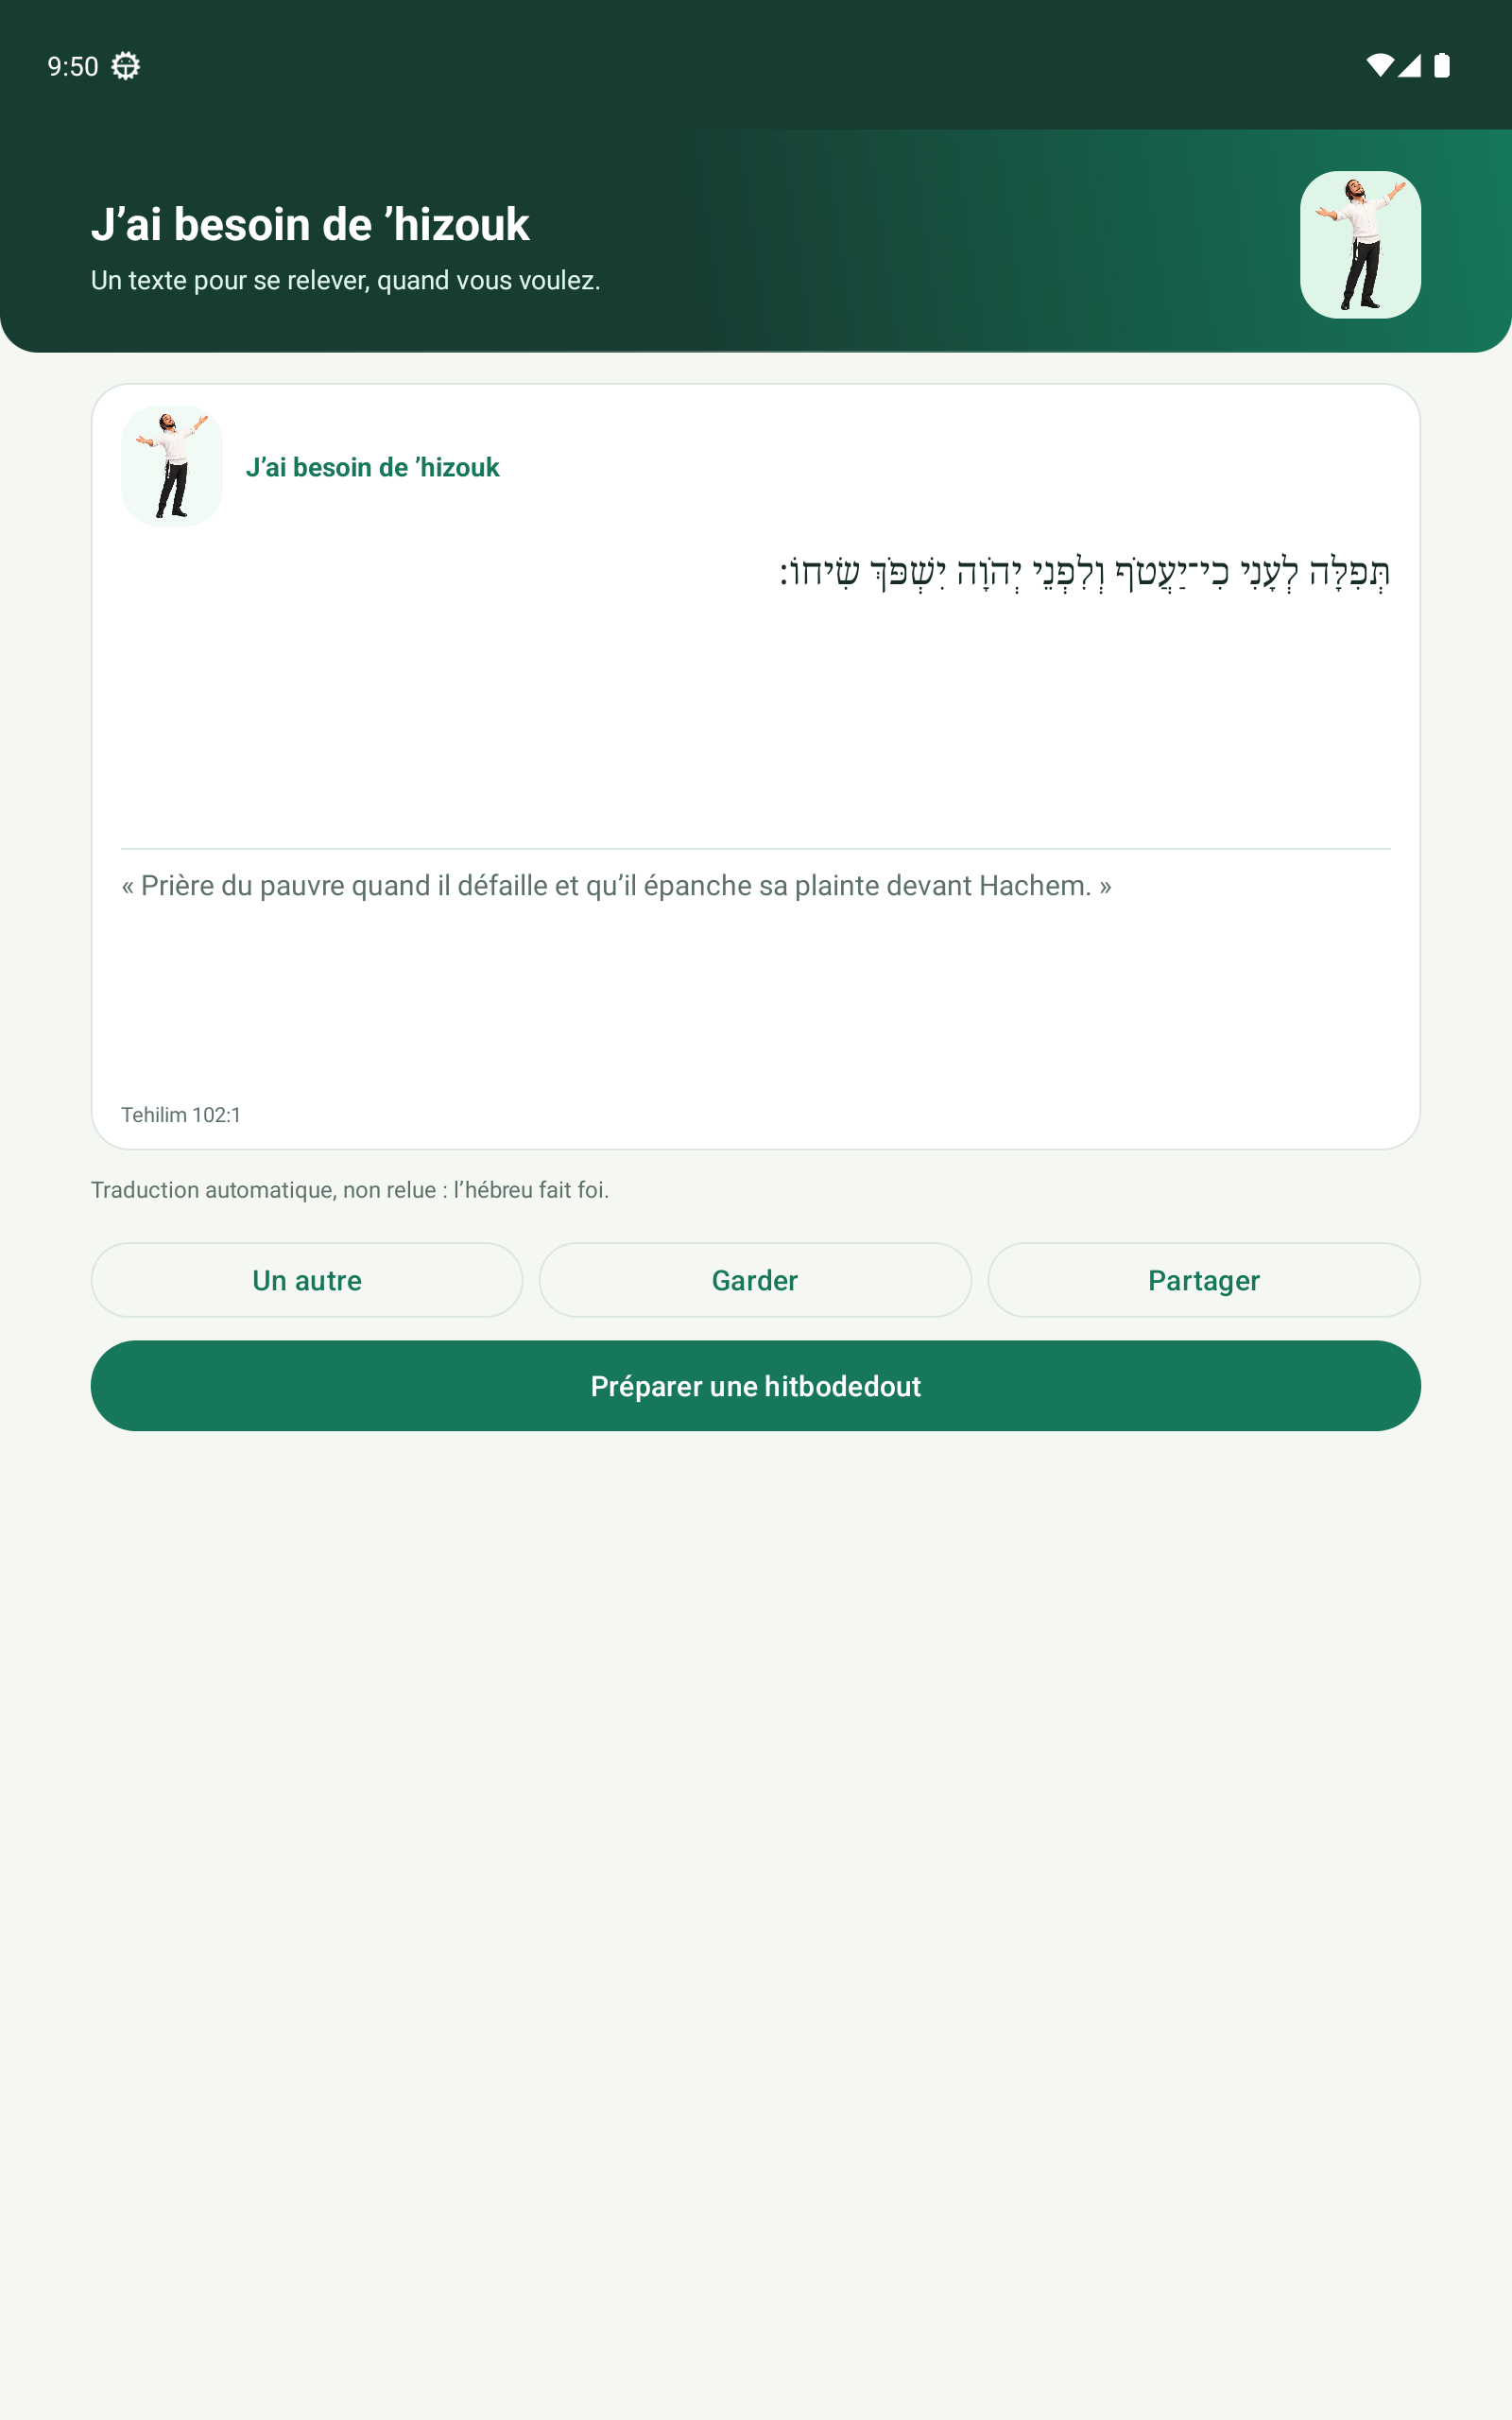 9:50
J’ai besoin de ’hizouk
Un texte pour se relever, quand vous voulez.
J’ai besoin de ’hizouk
תְּפִלָּה לְעָנִי כִי־יַעֲטֹף וְלִפְנֵי יְהֹוָה יִשְׁפֹּךְ שִׂיחוֹ׃
« Prière du pauvre quand il défaille et qu’il épanche sa plainte devant Hachem. »
Tehilim 102:1
Traduction automatique, non relue : l’hébreu fait foi.
Un autre
Garder
Partager
Préparer une hitbodedout